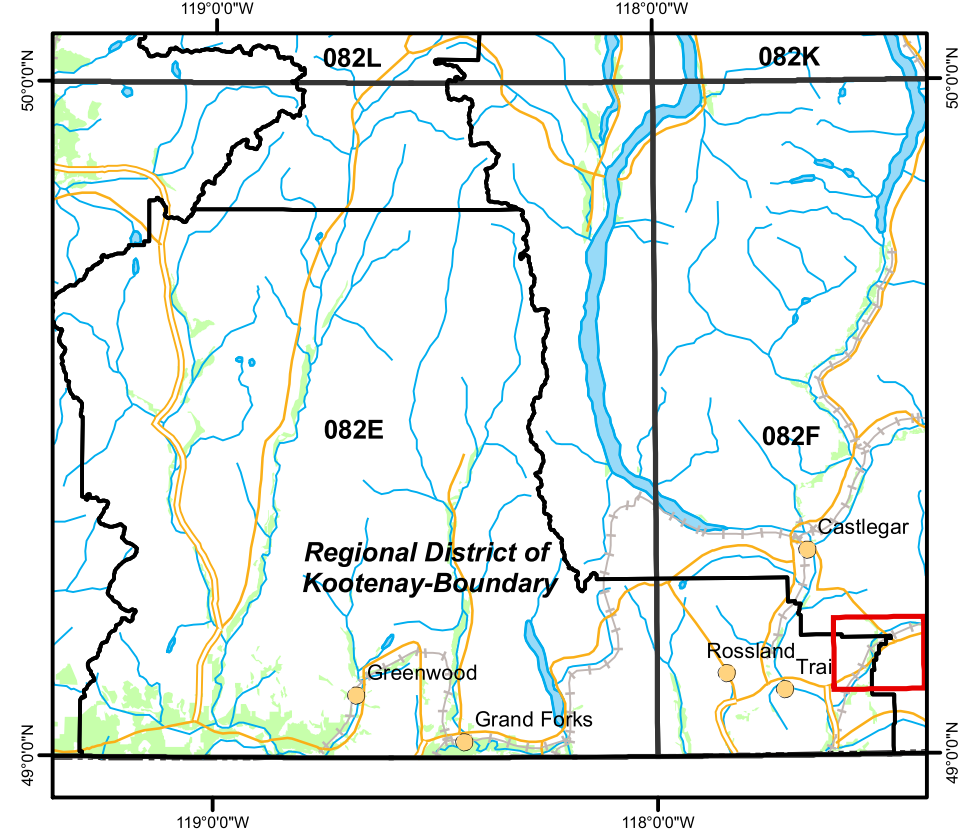 119°0'0"W
118°0'0"W
082L
082K
50°0'0"N
50°0'0"N
082E
082F
Castlegar
Regional District of
Kootenay-Boundary
Rossland
Trail
Greenwood
Grand Forks
49°0'0"N
49°0'0"N
119°0'0"W
118°0'0"W